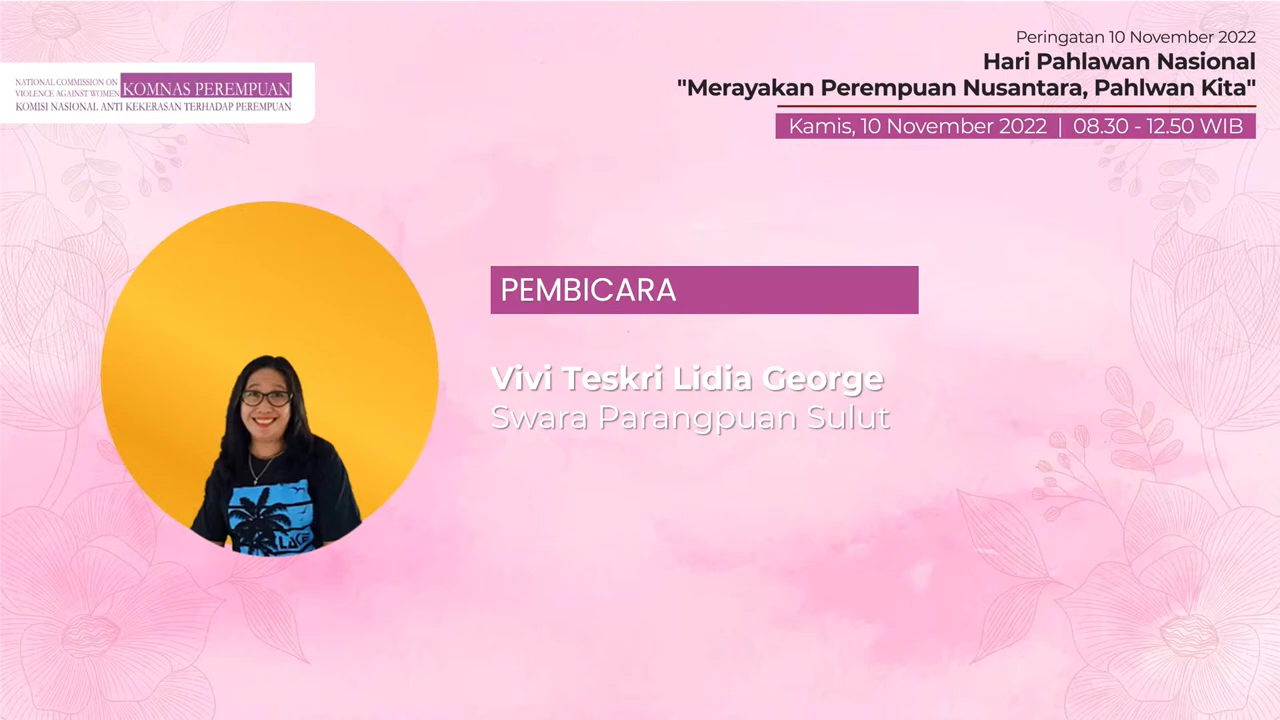 NATIONAL COMMISSION ON
VIOLENCE AGAINST WOMEN
KOMNAS PEREMPUAN
KOMISI NASIONAL ANTI KEKERASAN TERHADAP PEREMPUAN
Peringatan 10 November 2022
Hari Pahlawan Nasional
"Merayakan Perempuan Nusantara, Pahlwan Kita"
Kamis, 10 November 2022 | 08.30 - 12.50 WIB
PEMBICARA
Vivi Teskri Lidia George
Swara Parangpuan Sulut